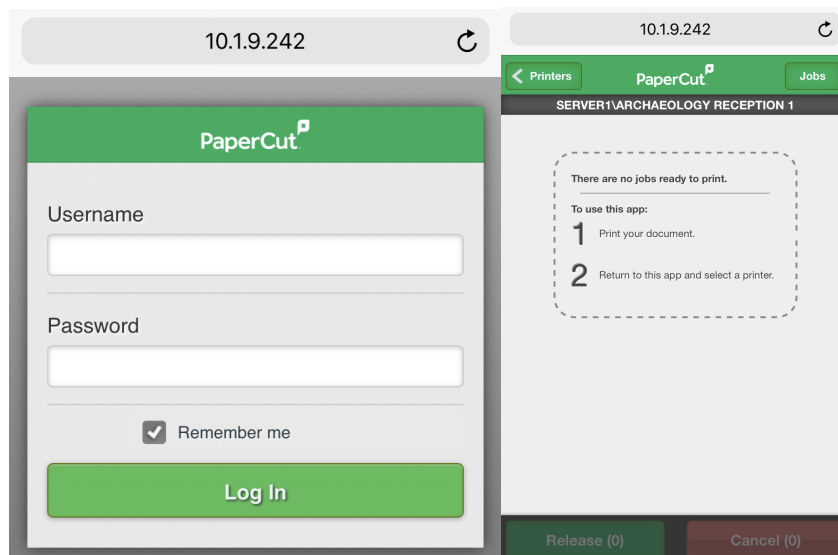 10.1.9.242
PaperCut
Username
Password
Remember me
Log In
10.1.9.242
Printers
PaperCut
Jobs
SERVER1\ARCHAEOLOGY RECEPTION 1
There are no jobs ready to print.
To use this app:
1 Print your document.
2 Return to this app and select a printer.
Release (0)
Cancel (0)